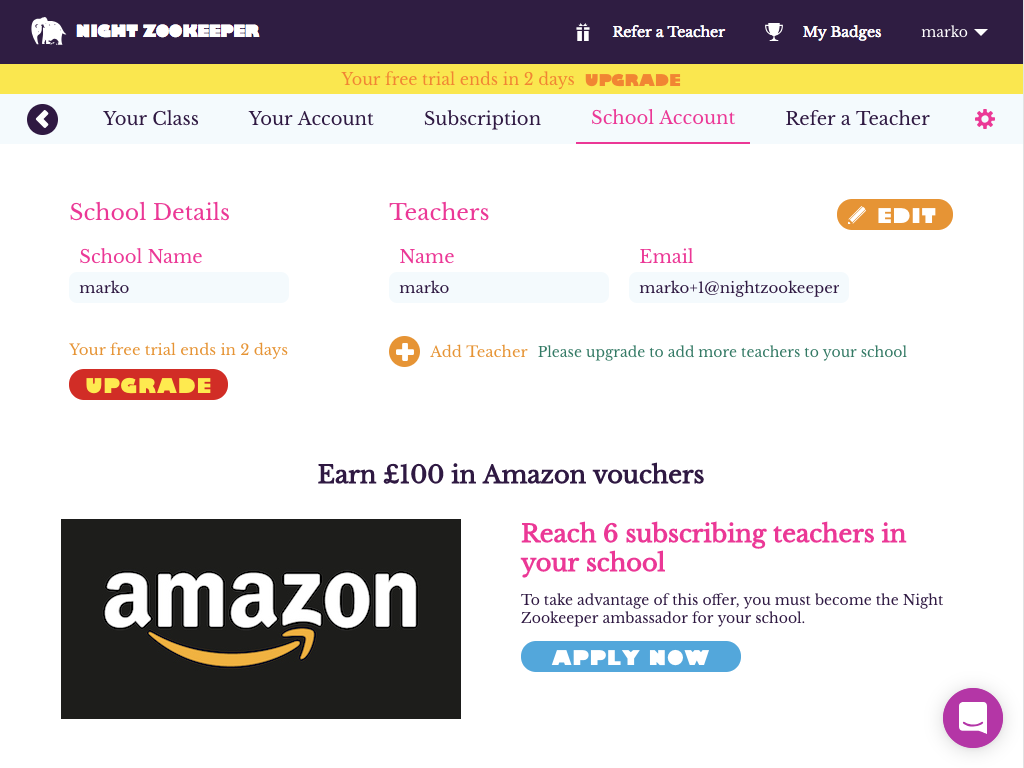 NIGHT ZOOKEEPER
Refer a Teacher
My Badges
marko
Your free trial ends in 2 days UPGRADE
Your Class
Your Account
Subscription
School Account
Refer a Teacher
School Details
Teachers
EDIT
School Name
Name
Email
marko
marko
marko+1@nightzookeeper
Your free trial ends in 2 days
Add Teacher Please upgrade to add more teachers to your school
UPGRADE
Earn £100 in Amazon vouchers
amazon
Reach 6 subscribing teachers in
your school
To take advantage of this offer, you must become the Night
Zookeeper ambassador for your school.
APPLY NOW